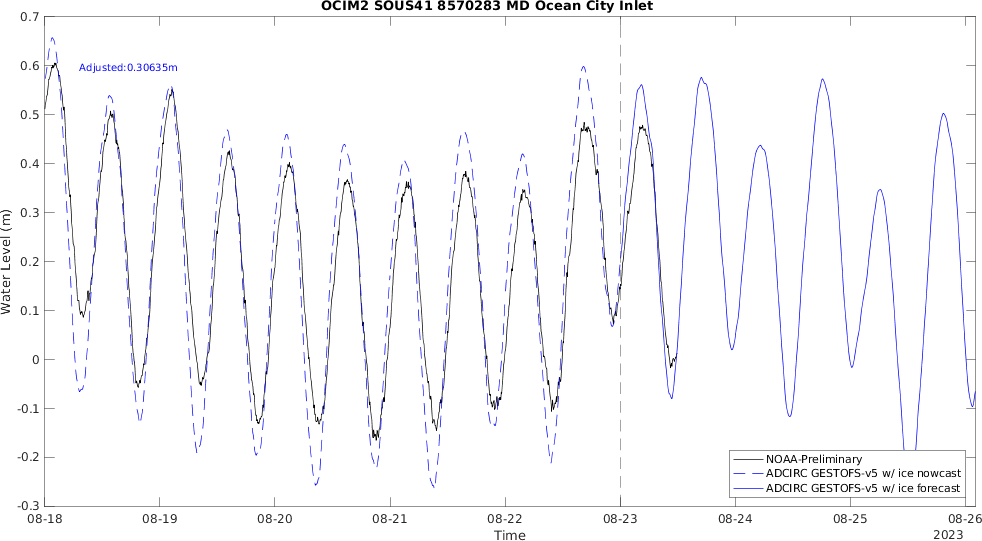 OCIM2 SOUS41 8570283 MD Ocean City Inlet
0.7
0.6
0.5
0.4
0.3
0.2
0.1
0
-0.1
-0.2
-0.3
Water Level (m)
Adjusted:0.30635m
NOAA-Preliminary
ADCIRC GESTOFS-v5 w/ ice nowcast
ADCIRC GESTOFS-v5 w/ ice forecast
08-18 08-19 08-20 08-21 08-22 08-23 08-24 08-25 08-26
Time
2023